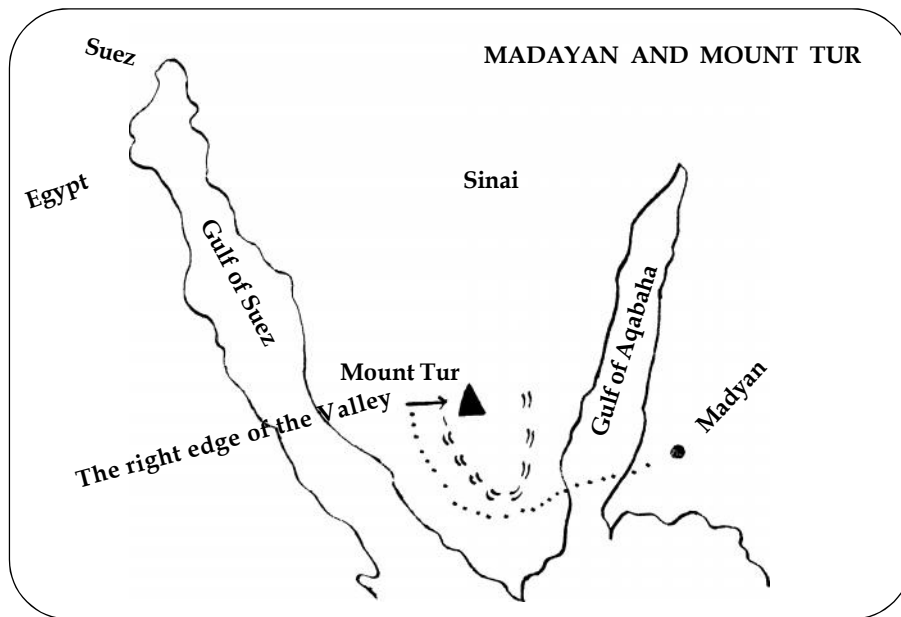 MADAYAN AND MOUNT TUR
Suez
Egypt
Sinai
Gulf of Suez
Gulf of Aqabaha
Mount Tur
The right edge of the Valley
Madyan